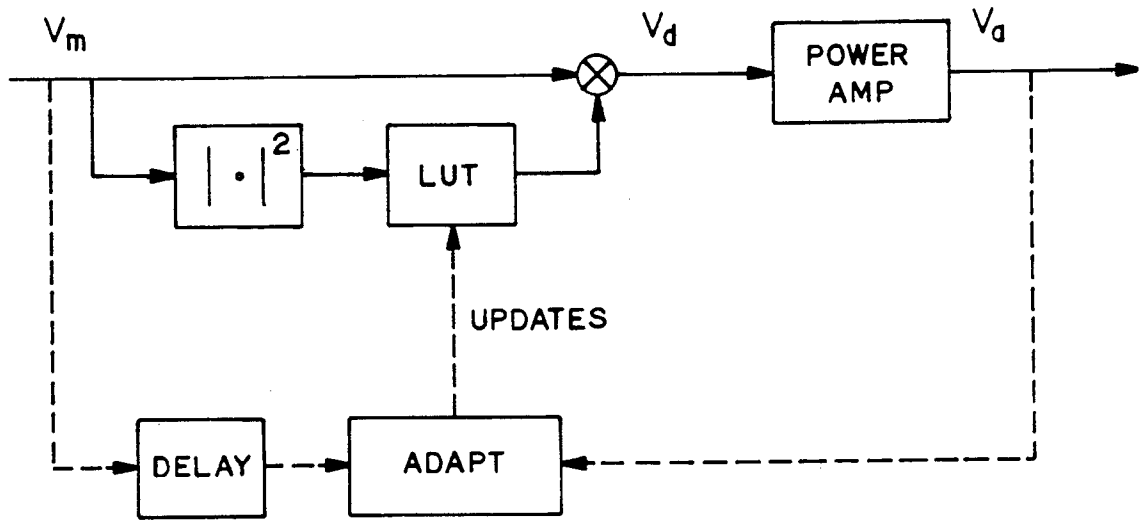 Vm
Vd
Va
POWER
AMP
| • |2
LUT
UPDATES
DELAY
ADAPT